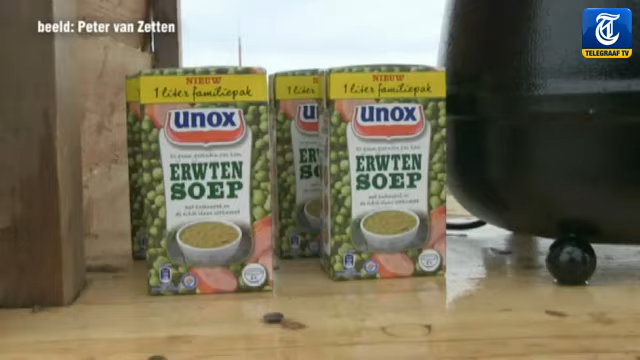 beeld: Peter van Zetten
T
TELEGRAAF TV
NIEUW
1 liter familiepak
unox
ERWTEN
SOEP
NIEUW
1 liter familiepak
unox
ERWTEN
SOEP